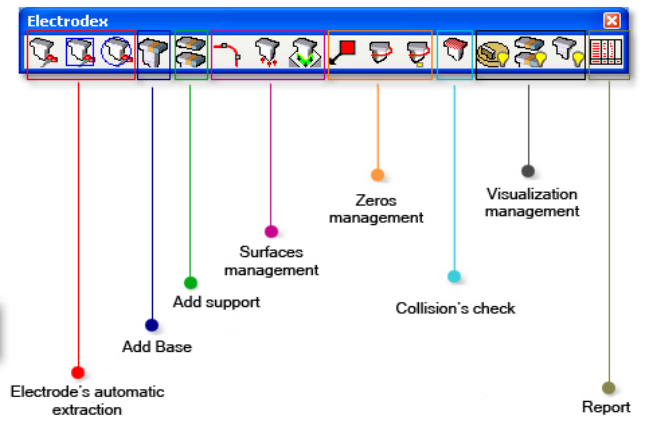 Electrodex
Zeros
management
Visualization
management
Surfaces
management
Add support
Collision's check
Add Base
Electrode's automatic
extraction
Report